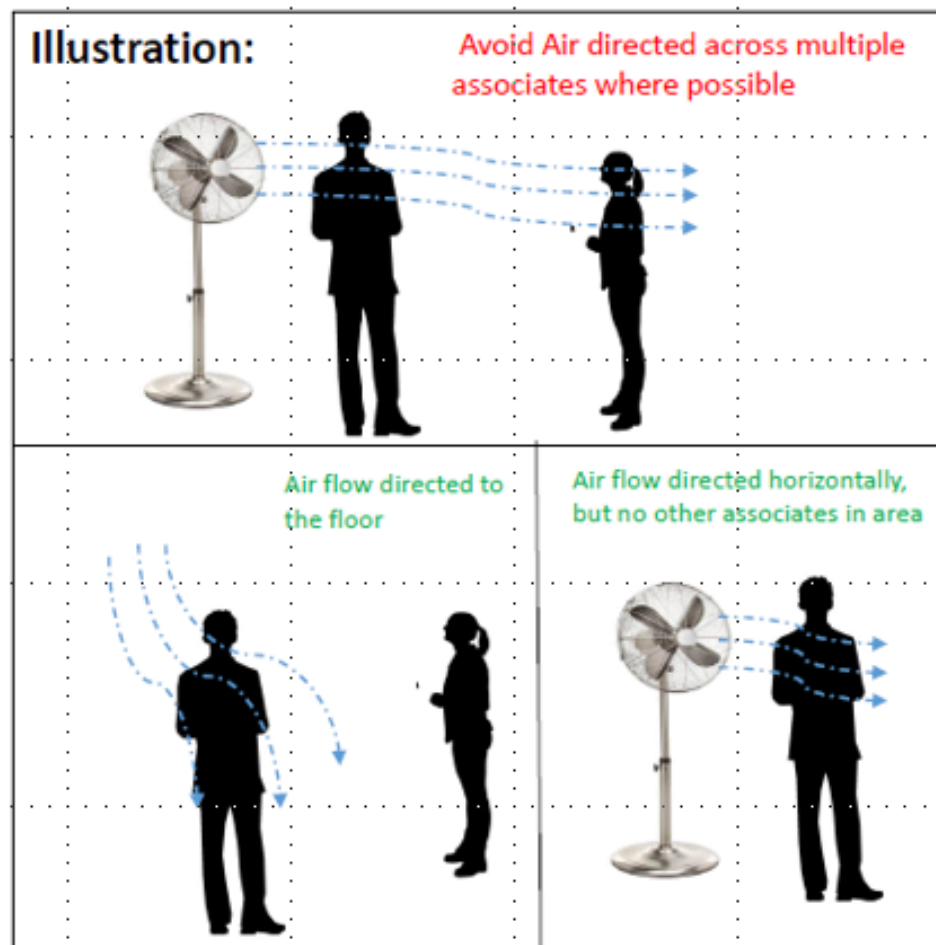 Illustration:
Avoid Air directed across multiple
associates where possible
Air flow directed to
the floor
Air flow directed horizontally,
but no other associates in area